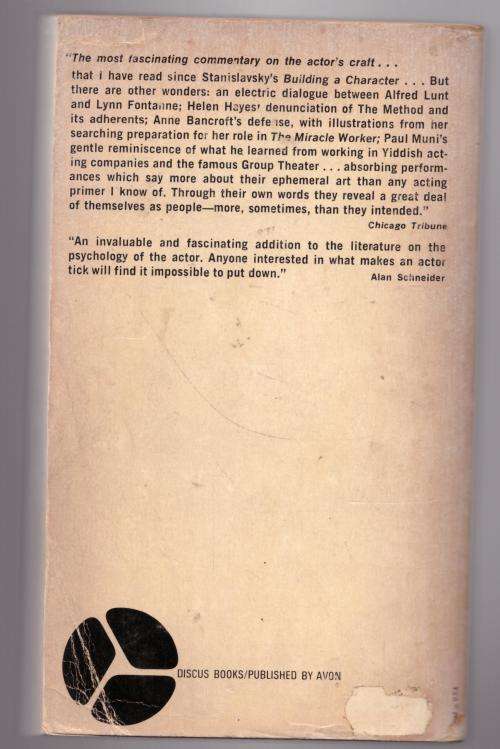 "The most fascinating commentary on the actor's craft . . .
that I have read since Stanislavsky's Building a Character . . . But
there are other wonders: an electric dialogue between Alfred Lunt
and Lynn Fontanne; Helen Hayes' denunciation of The Method and
its adherents; Anne Bancroft's defense, with illustrations from her
searching preparation for her role in The Miracle Worker; Paul Muni's
gentle reminiscence of what he learned from working in Yiddish act-
ing companies and the famous Group Theater . . . absorbing perform-
ances which say more about their ephemeral art than any acting
primer I know of. Through their own words they reveal a great deal
of themselves as people—more, sometimes, than they intended."
Chicago Tribune
"An invaluable and fascinating addition to the literature on the
psychology of the actor. Anyone interested in what makes an actor
tick will find it impossible to put down."
Alan Schneider
DISCUS BOOKS/PUBLISHED BY AVON